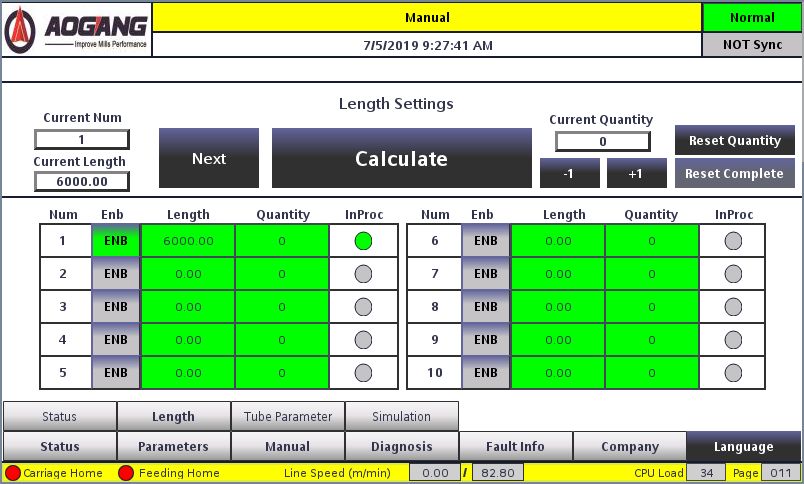 AOGANG
Improve Mills Performance
Manual
Normal
7/5/2019 9:27:41 AM
NOT Sync
Length Settings
Current Num
1
Current Length
6000.00
Next
Calculate
Current Quantity
0
-1
+1
Reset Quantity
Reset Complete
Num Enb Length Quantity InProc Num Enb Length Quantity InProc
1 ENB 6000.00 0 6 ENB 0.00 0
2 ENB 0.00 0 7 ENB 0.00 0
3 ENB 0.00 0 8 ENB 0.00 0
4 ENB 0.00 0 9 ENB 0.00 0
5 ENB 0.00 0 10 ENB 0.00 0
Status Length Tube Parameter Simulation
Status Parameters Manual Diagnosis Fault Info Company Language
Carriage Home Feeding Home Line Speed (m/min) 0.00 / 82.80 CPU Load 34 Page 011